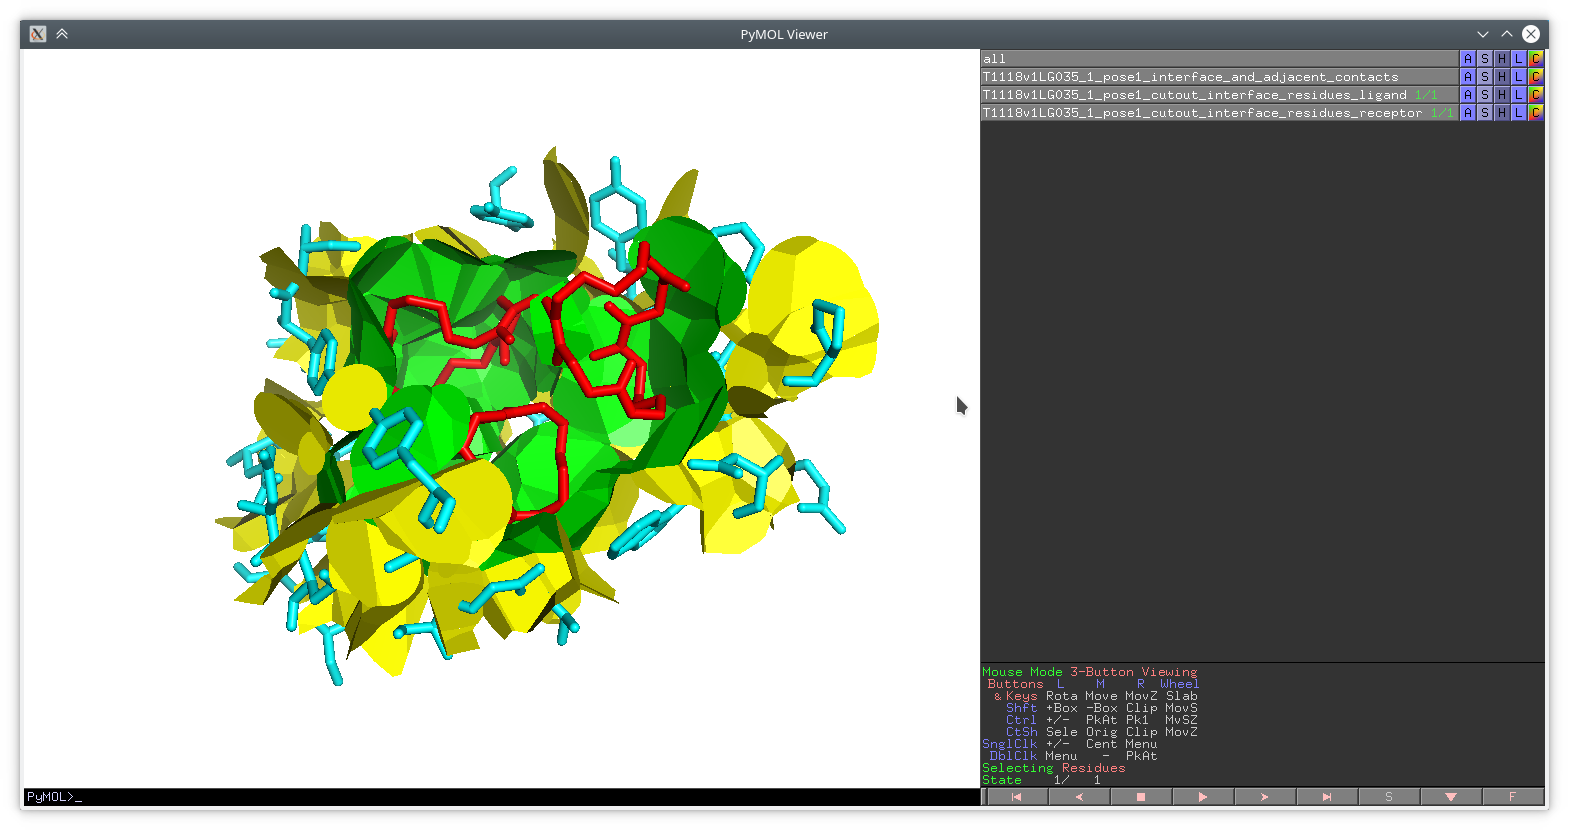 PyMOL Viewer
all A S H L C
T1118v1LG035_1_pose1_interface_and_adjacent_contacts A S H L C
T1118v1LG035_1_pose1_cutout_interface_residues_ligand 1/1 A S H L C
T1118v1LG035_1_pose1_cutout_interface_residues_receptor 1/1 A S H L C
Mouse Mode 3-Button Viewing
Buttons L M R Wheel
& Keys Rota Move MovZ Slab
Shft +Box -Box Clip MovS
Ctrl +/- PkAt Pk1 MvSZ
CtSh Sele Orig Clip MovZ
SnglClk +/- Cent Menu
DblClk Menu - PkAt
Selecting Residues
State 1/ 1
PyMOL>_
S F